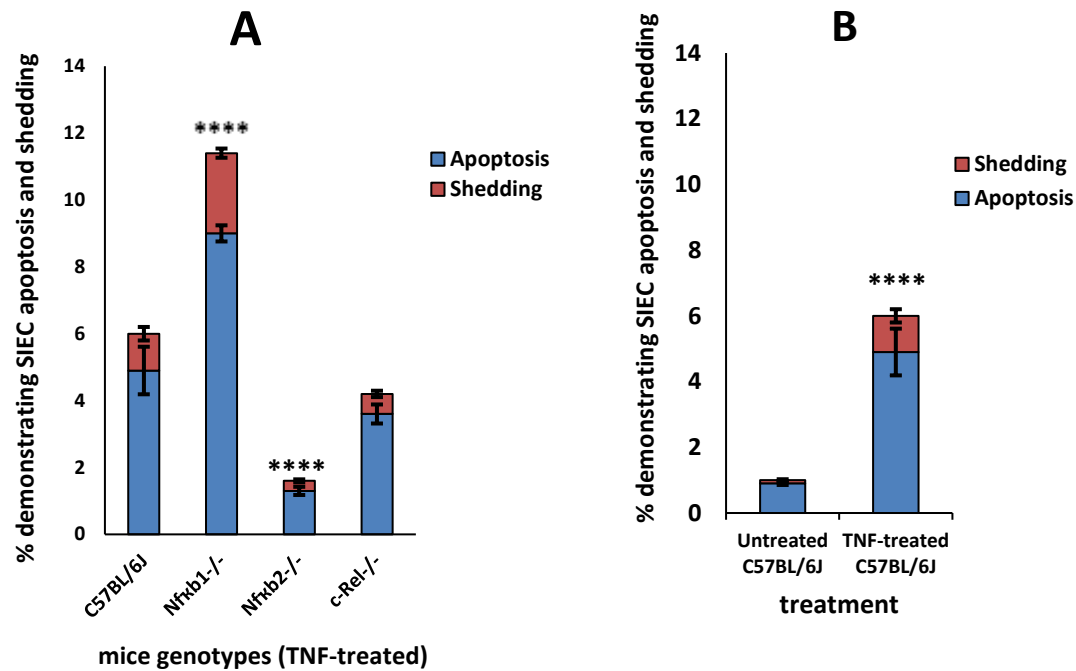 A
% demonstrating SIEC apoptosis and shedding
14
12
10
8
6
4
2
0
****
****
Apoptosis
Shedding
C57BL/6J
Nfκb1-/-
Nfκb2-/-
c-Rel-/-
mice genotypes (TNF-treated)
B
% demonstrating SIEC apoptosis and shedding
14
12
10
8
6
4
2
0
****
Shedding
Apoptosis
Untreated
C57BL/6J
TNF-treated
C57BL/6J
treatment